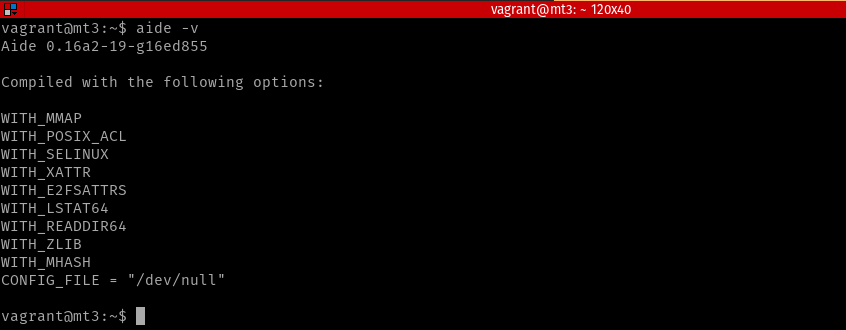 vagrant@mt3: ~ 120x40
vagrant@mt3:~$ aide -v
Aide 0.16a2-19-g16ed855
Compiled with the following options:
WITH_MMAP
WITH_POSIX_ACL
WITH_SELINUX
WITH_XATTR
WITH_E2FSATTRS
WITH_LSTAT64
WITH_READDIR64
WITH_ZLIB
WITH_MHASH
CONFIG_FILE = "/dev/null"
vagrant@mt3:~$